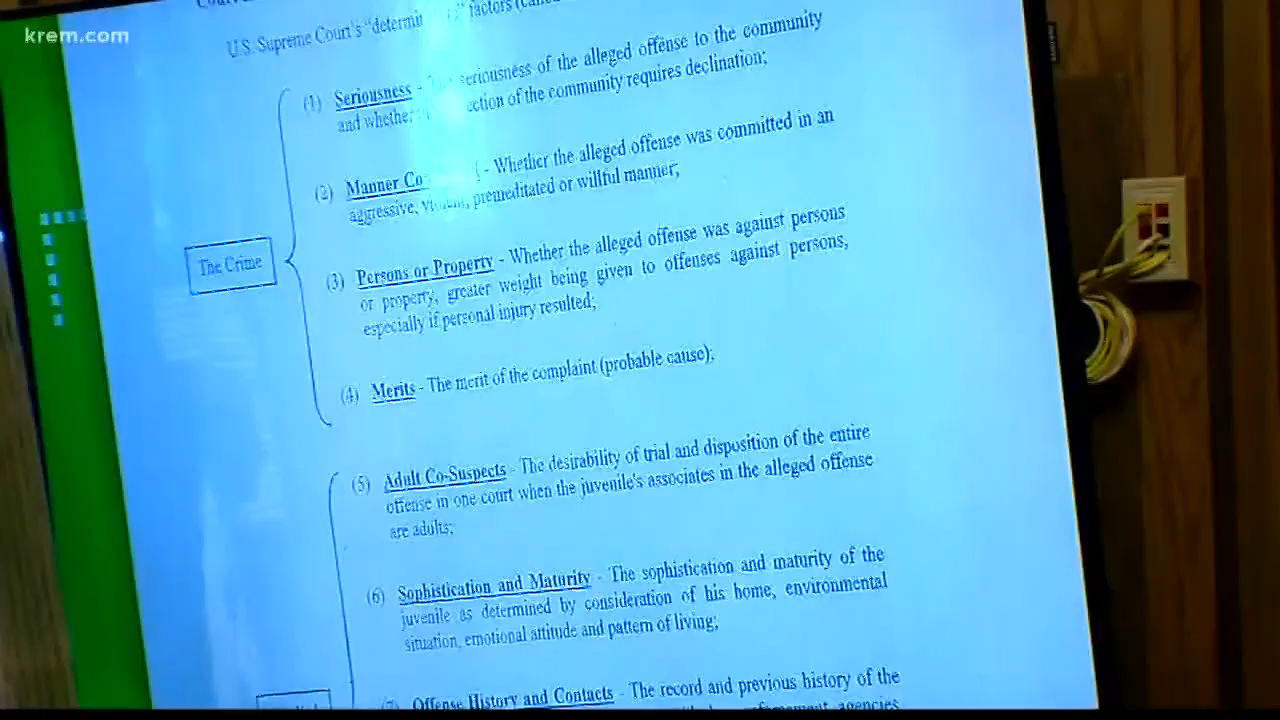 krem.com
U.S. Supreme Court's "determin factors
(1) Seriousness - seriousness of the alleged offense to the community
and whether ection of the community requires declination;
(2) Manner Co - Whether the alleged offense was committed in an
aggressive, violent, premeditated or willful manner;
The Crime
(3) Persons or Property - Whether the alleged offense was against persons
or property, greater weight being given to offenses against persons,
especially if personal injury resulted;
(4) Merits - The merit of the complaint (probable cause);
(5) Adult Co-Suspects - The desirability of trial and disposition of the entire
offense in one court when the juvenile's associates in the alleged offense
are adults;
(6) Sophistication and Maturity - The sophistication and maturity of the
juvenile as determined by consideration of his home, environmental
situation, emotional attitude and pattern of living;
(7) Offense History and Contacts - The record and previous history of the
agencies